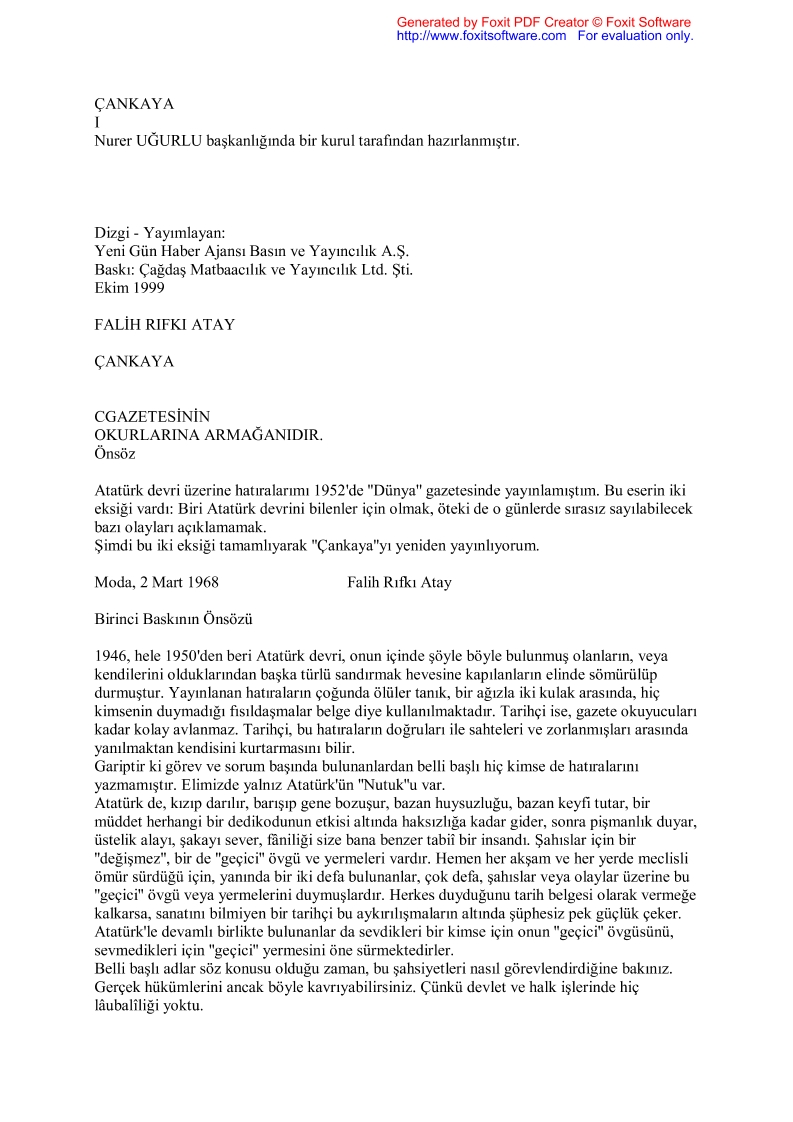 Generated by Foxit PDF Creator © Foxit Software
http://www.foxitsoftware.com   For evaluation only.
ÇANKAYA
I
Nurer UĞURLU başkanlığında bir kurul tarafından hazırlanmıştır.
Dizgi - Yayımlayan:
Yeni Gün Haber Ajansı Basın ve Yayıncılık A.Ş.
Baskı: Çağdaş Matbaacılık ve Yayıncılık Ltd. Şti.
Ekim 1999
FALİH RIFKI ATAY
ÇANKAYA
CGAZETESİNİN
OKURLARINA ARMAĞANIDIR.
Önsöz
Atatürk devri üzerine hatıralarımı 1952'de "Dünya" gazetesinde yayınlamıştım. Bu eserin iki
eksiği vardı: Biri Atatürk devrini bilenler için olmak, öteki de o günlerde sırasız sayılabilecek
bazı olayları açıklamamak.
Şimdi bu iki eksiği tamamlıyarak "Çankaya"yı yeniden yayınlıyorum.
Moda, 2 Mart 1968 Falih Rıfkı Atay
Birinci Baskının Önsözü
1946, hele 1950'den beri Atatürk devri, onun içinde şöyle böyle bulunmuş olanların, veya
kendilerini olduklarından başka türlü sandırmak hevesine kapılanların elinde sömürülüp
durmuştur. Yayınlanan hatıraların çoğunda ölüler tanık, bir ağızla iki kulak arasında, hiç
kimsenin duymadığı fısıldaşmalar belge diye kullanılmaktadır. Tarihçi ise, gazete okuyucuları
kadar kolay avlanmaz. Tarihçi, bu hatıraların doğruları ile sahteleri ve zorlanmışları arasında
yanılmaktan kendisini kurtarmasını bilir.
Gariptir ki görev ve sorum başında bulunanlardan belli başlı hiç kimse de hatıralarını
yazmamıştır. Elimizde yalnız Atatürk'ün "Nutuk"u var.
Atatürk de, kızıp darılır, barışıp gene bozuşur, bazan huysuzluğu, bazan keyfi tutar, bir
müddet herhangi bir dedikodunun etkisi altında haksızlığa kadar gider, sonra pişmanlık duyar,
üstelik alayı, şakayı sever, fâniliği size bana benzer tabiî bir insandı. Şahıslar için bir
"değişmez", bir de "geçici" övgü ve yermeleri vardır. Hemen her akşam ve her yerde meclisli
ömür sürdüğü için, yanında bir iki defa bulunanlar, çok defa, şahıslar veya olaylar üzerine bu
"geçici" övgü veya yermelerini duymuşlardır. Herkes duyduğunu tarih belgesi olarak vermeğe
kalkarsa, sanatını bilmiyen bir tarihçi bu aykırılışmaların altında şüphesiz pek güçlük çeker.
Atatürk'le devamlı birlikte bulunanlar da sevdikleri bir kimse için onun "geçici" övgüsünü,
sevmedikleri için "geçici" yermesini öne sürmektedirler.
Belli başlı adlar söz konusu olduğu zaman, bu şahsiyetleri nasıl görevlendirdiğine bakınız.
Gerçek hükümlerini ancak böyle kavrıyabilirsiniz. Çünkü devlet ve halk işlerinde hiç
lâubalîliği yoktu.